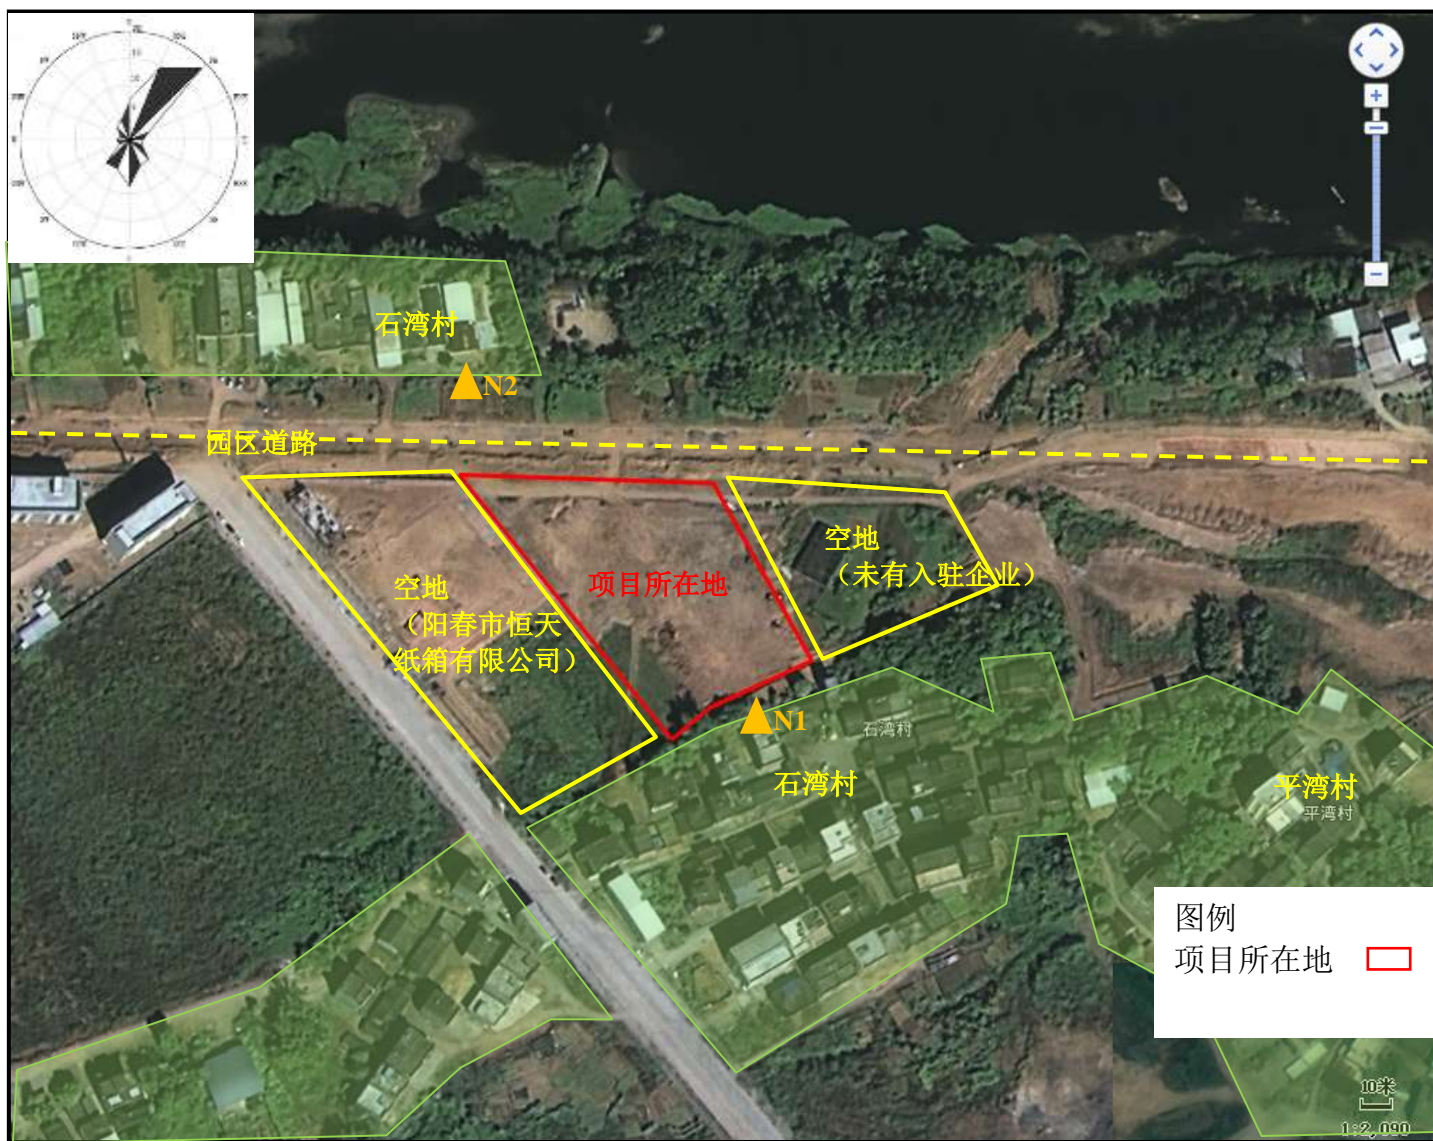 石湾村
N2
园区道路
空地
（未有入驻企业）
项目所在地
空地
（阳春市恒天
纸箱有限公司）
N1
石湾村
石湾村
平湾村
平湾村
图例
项目所在地
10米
1:2,090